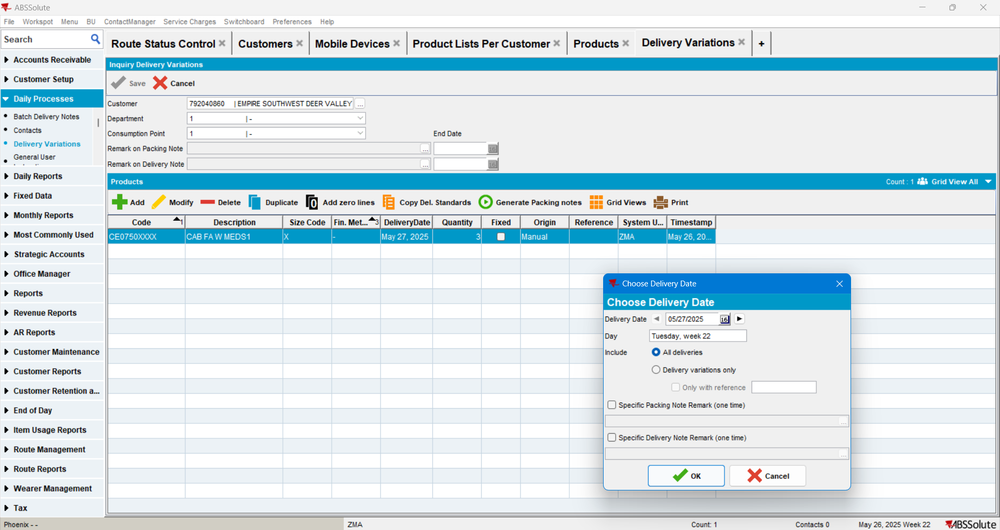 ABSSolute
File Workspot Menu BU ContactManager Service Charges Switchboard Preferences Help
Search
Route Status Control Customers Mobile Devices Product Lists Per Customer Products Delivery Variations +
Accounts Receivable
Customer Setup
Daily Processes
Batch Delivery Notes
Contacts
Delivery Variations
General User
Daily Reports
Fixed Data
Monthly Reports
Most Commonly Used
Strategic Accounts
Office Manager
Reports
Revenue Reports
AR Reports
Customer Maintenance
Customer Reports
Customer Retention a...
End of Day
Item Usage Reports
Route Management
Route Reports
Wearer Management
Tax
Inquiry Delivery Variations
Save Cancel
Customer 792040860 | EMPIRE SOUTHWEST DEER VALLEY ...
Department 1 | -
Consumption Point 1 | - End Date
Remark on Packing Note ... 16
Remark on Delivery Note ... 16
Products Count : 1 Grid View All
Add Modify Delete Duplicate 0 Add zero lines Copy Del. Standards Generate Packing notes Grid Views Print
Code 1 Description Size Code Fin. Met... 3 DeliveryDate Quantity Fixed Origin Reference System U... Timestamp
CE0750XXXX CAB FA W MEDS1 X - May 27, 2025 3 Manual ZMA May 26, 20...
Choose Delivery Date
Choose Delivery Date
Delivery Date 05/27/2025 16
Day Tuesday, week 22
Include All deliveries
Delivery variations only
Only with reference
Specific Packing Note Remark (one time)
...
Specific Delivery Note Remark (one time)
...
OK Cancel
Phoenix - - ZMA Count: 1 Contacts 0 May 26, 2025 Week 22 ABSSolute